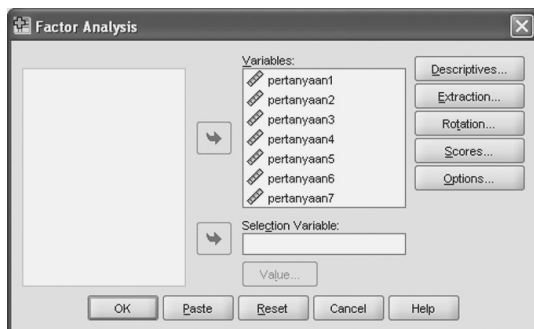 Factor Analysis
Variables:
pertanyaan1
pertanyaan2
pertanyaan3
pertanyaan4
pertanyaan5
pertanyaan6
pertanyaan7
Descriptives...
Extraction...
Rotation...
Scores...
Options...
Selection Variable:
Value...
OK Paste Reset Cancel Help